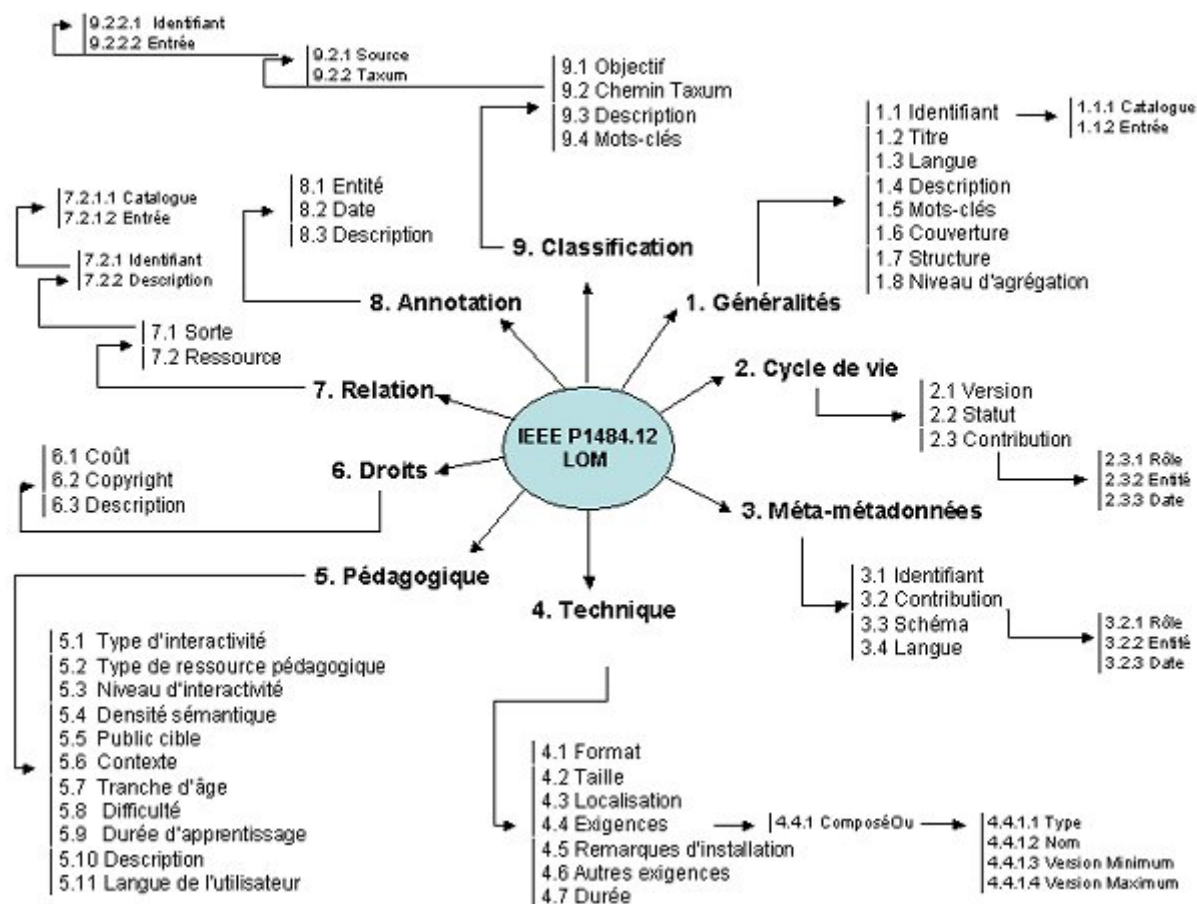 IEEE P1484.12
LOM
1. Généralités
1.1 Identifiant
1.2 Titre
1.3 Langue
1.4 Description
1.5 Mots-clés
1.6 Couverture
1.7 Structure
1.8 Niveau d'agrégation
1.1.1 Catalogue
1.1.2 Entrée
2. Cycle de vie
2.1 Version
2.2 Statut
2.3 Contribution
2.3.1 Rôle
2.3.2 Entité
2.3.3 Date
3. Méta-métadonnées
3.1 Identifiant
3.2 Contribution
3.3 Schéma
3.4 Langue
3.2.1 Rôle
3.2.2 Entité
3.2.3 Date
4. Technique
4.1 Format
4.2 Taille
4.3 Localisation
4.4 Exigences
4.5 Remarques d'installation
4.6 Autres exigences
4.7 Durée
4.4.1 ComposéOu
4.4.1.1 Type
4.4.1.2 Nom
4.4.1.3 Version Minimum
4.4.1.4 Version Maximum
5. Pédagogique
5.1 Type d'interactivité
5.2 Type de ressource pédagogique
5.3 Niveau d'interactivité
5.4 Densité sémantique
5.5 Public cible
5.6 Contexte
5.7 Tranche d'âge
5.8 Difficulté
5.9 Durée d'apprentissage
5.10 Description
5.11 Langue de l'utilisateur
6. Droits
6.1 Coût
6.2 Copyright
6.3 Description
7. Relation
7.1 Sorte
7.2 Ressource
7.2.1 Identifiant
7.2.2 Description
7.2.1.1 Catalogue
7.2.1.2 Entrée
8. Annotation
8.1 Entité
8.2 Date
8.3 Description
9. Classification
9.1 Objectif
9.2 Chemin Taxum
9.3 Description
9.4 Mots-clés
9.2.1 Source
9.2.2 Taxum
9.2.2.1 Identifiant
9.2.2.2 Entrée